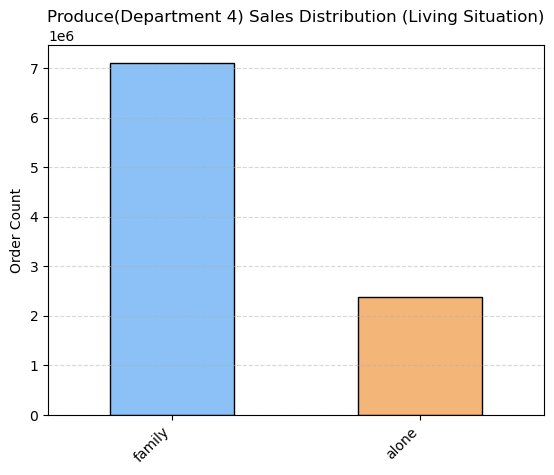 Produce(Department 4) Sales Distribution (Living Situation)
1e6
7
6
5
4
3
2
1
0
Order Count
family
alone